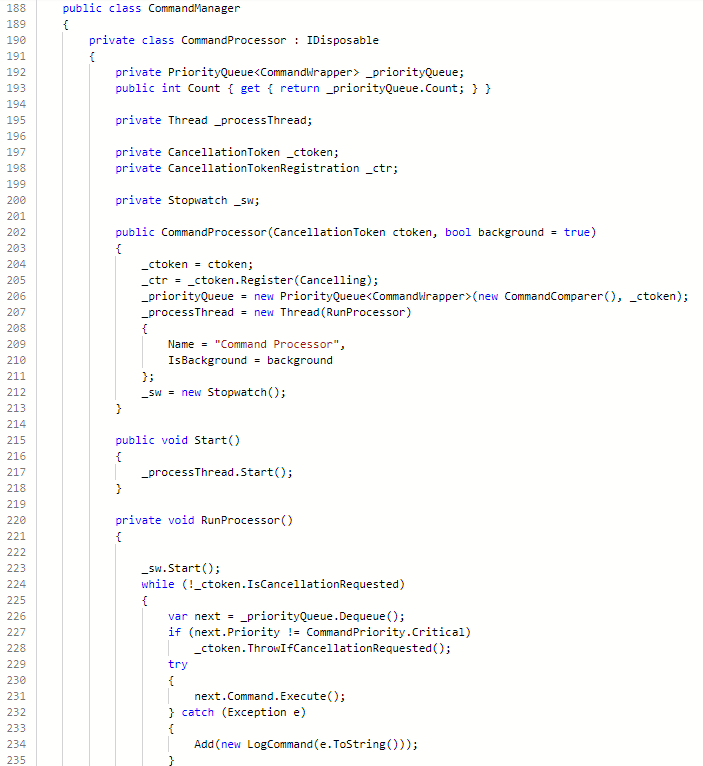 188 public class CommandManager
189 {
190 private class CommandProcessor : IDisposable
191 {
192 private PriorityQueue<CommandWrapper> _priorityQueue;
193 public int Count { get { return _priorityQueue.Count; } }
194
195 private Thread _processThread;
196
197 private CancellationToken _ctoken;
198 private CancellationTokenRegistration _ctr;
199
200 private Stopwatch _sw;
201
202 public CommandProcessor(CancellationToken ctoken, bool background = true)
203 {
204 _ctoken = ctoken;
205 _ctr = _ctoken.Register(Cancelling);
206 _priorityQueue = new PriorityQueue<CommandWrapper>(new CommandComparer(), _ctoken);
207 _processThread = new Thread(RunProcessor)
208 {
209 Name = "Command Processor",
210 IsBackground = background
211 };
212 _sw = new Stopwatch();
213 }
214
215 public void Start()
216 {
217 _processThread.Start();
218 }
219
220 private void RunProcessor()
221 {
222
223 _sw.Start();
224 while (!_ctoken.IsCancellationRequested)
225 {
226 var next = _priorityQueue.Dequeue();
227 if (next.Priority != CommandPriority.Critical)
228 _ctoken.ThrowIfCancellationRequested();
229 try
230 {
231 next.Command.Execute();
232 } catch (Exception e)
233 {
234 Add(new LogCommand(e.ToString()));
235 }